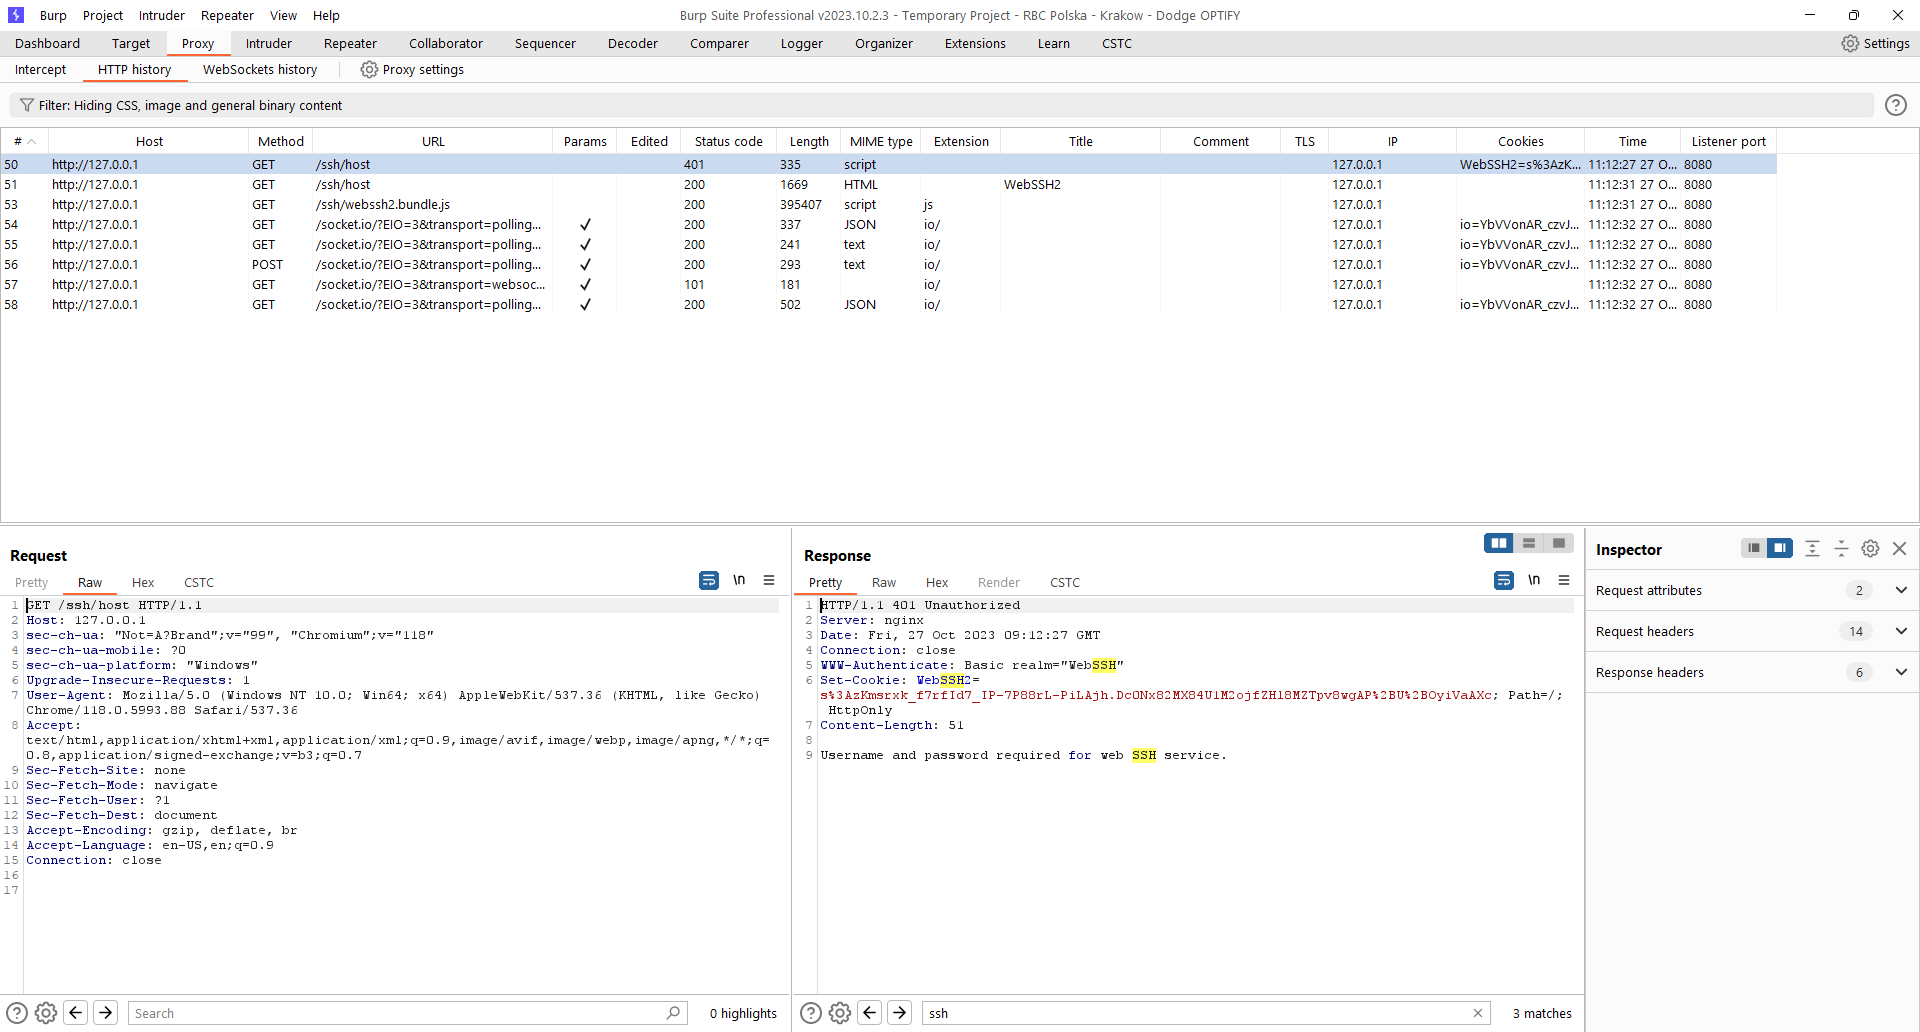 Burp Project Intruder Repeater View Help Burp Suite Professional v2023.10.2.3 - Temporary Project - RBC Polska - Krakow - Dodge OPTIFY
Dashboard Target Proxy Intruder Repeater Collaborator Sequencer Decoder Comparer Logger Organizer Extensions Learn CSTC Settings
Intercept HTTP history WebSockets history Proxy settings
Filter: Hiding CSS, image and general binary content
# Host Method URL Params Edited Status code Length MIME type Extension Title Comment TLS IP Cookies Time Listener port
50 http://127.0.0.1 GET /ssh/host 401 335 script 127.0.0.1 WebSSH2=s%3AzK... 11:12:27 27 O... 8080
51 http://127.0.0.1 GET /ssh/host 200 1669 HTML WebSSH2 127.0.0.1 11:12:31 27 O... 8080
53 http://127.0.0.1 GET /ssh/webssh2.bundle.js 200 395407 script js 127.0.0.1 11:12:31 27 O... 8080
54 http://127.0.0.1 GET /socket.io/?EIO=3&transport=polling... ✓ 200 337 JSON io/ 127.0.0.1 io=YbVVonAR_czvJ... 11:12:32 27 O... 8080
55 http://127.0.0.1 GET /socket.io/?EIO=3&transport=polling... ✓ 200 241 text io/ 127.0.0.1 io=YbVVonAR_czvJ... 11:12:32 27 O... 8080
56 http://127.0.0.1 POST /socket.io/?EIO=3&transport=polling... ✓ 200 293 text io/ 127.0.0.1 io=YbVVonAR_czvJ... 11:12:32 27 O... 8080
57 http://127.0.0.1 GET /socket.io/?EIO=3&transport=websoc... ✓ 101 181 io/ 127.0.0.1 11:12:32 27 O... 8080
58 http://127.0.0.1 GET /socket.io/?EIO=3&transport=polling... ✓ 200 502 JSON io/ 127.0.0.1 io=YbVVonAR_czvJ... 11:12:32 27 O... 8080
Request
Pretty Raw Hex CSTC \n
1 GET /ssh/host HTTP/1.1
2 Host: 127.0.0.1
3 sec-ch-ua: "Not=A?Brand";v="99", "Chromium";v="118"
4 sec-ch-ua-mobile: ?0
5 sec-ch-ua-platform: "Windows"
6 Upgrade-Insecure-Requests: 1
7 User-Agent: Mozilla/5.0 (Windows NT 10.0; Win64; x64) AppleWebKit/537.36 (KHTML, like Gecko)
Chrome/118.0.5993.88 Safari/537.36
8 Accept:
text/html,application/xhtml+xml,application/xml;q=0.9,image/avif,image/webp,image/apng,*/*;q=
0.8,application/signed-exchange;v=b3;q=0.7
9 Sec-Fetch-Site: none
10 Sec-Fetch-Mode: navigate
11 Sec-Fetch-User: ?1
12 Sec-Fetch-Dest: document
13 Accept-Encoding: gzip, deflate, br
14 Accept-Language: en-US,en;q=0.9
15 Connection: close
16
17
Search 0 highlights
Response
Pretty Raw Hex Render CSTC \n
1 HTTP/1.1 401 Unauthorized
2 Server: nginx
3 Date: Fri, 27 Oct 2023 09:12:27 GMT
4 Connection: close
5 WWW-Authenticate: Basic realm="WebSSH"
6 Set-Cookie: WebSSH2=
s%3AzKmsrxk_f7rfId7_IP-7P88rL-PiLAjh.DcONx82MX84U1M2ojfZHl8MZTpv8wgAP%2BU%2BOyiVaAXc; Path=/;
HttpOnly
7 Content-Length: 51
8
9 Username and password required for web SSH service.
ssh 3 matches
Inspector
Request attributes 2
Request headers 14
Response headers 6